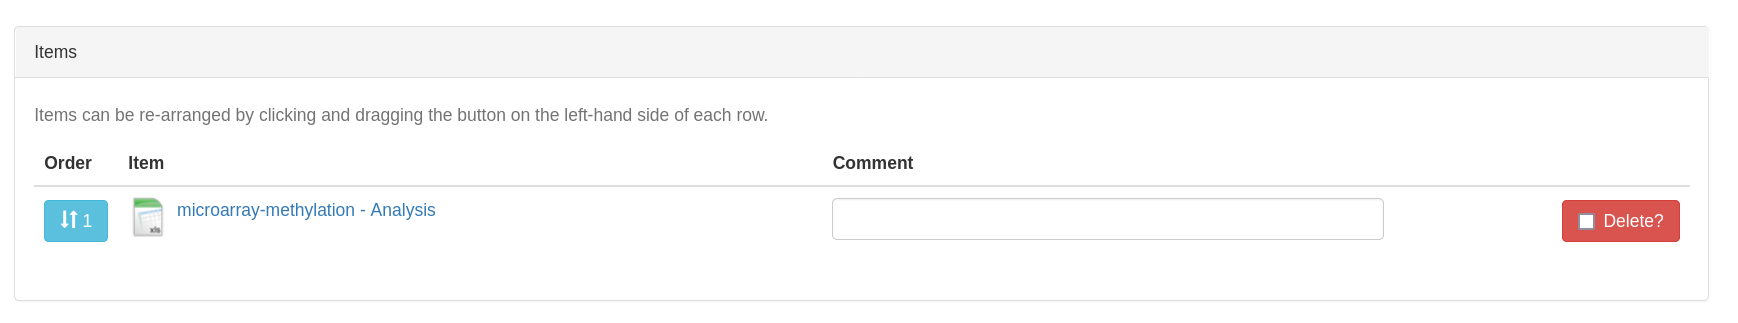 Items
Items can be re-arranged by clicking and dragging the button on the left-hand side of each row.
Order Item Comment
1 xls microarray-methylation - Analysis Delete?